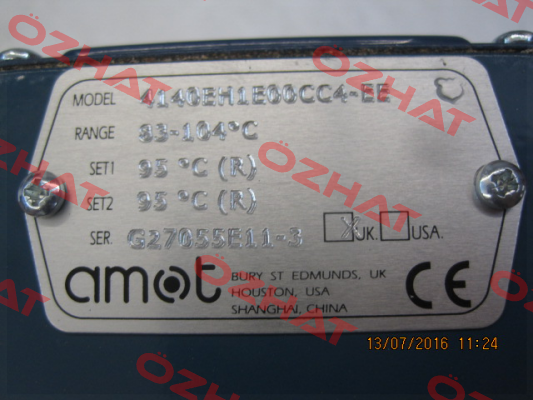 MODEL 4140EH1E00CC4-EE
RANGE 83-104°C
SET1 95 °C (R)
SET2 95 °C (R)
SER. G27055E11-3 X UK. USA.
amot
BURY ST EDMUNDS, UK
HOUSTON, USA
SHANGHAI, CHINA
CE
13/07/2016 11:24
OZHAT